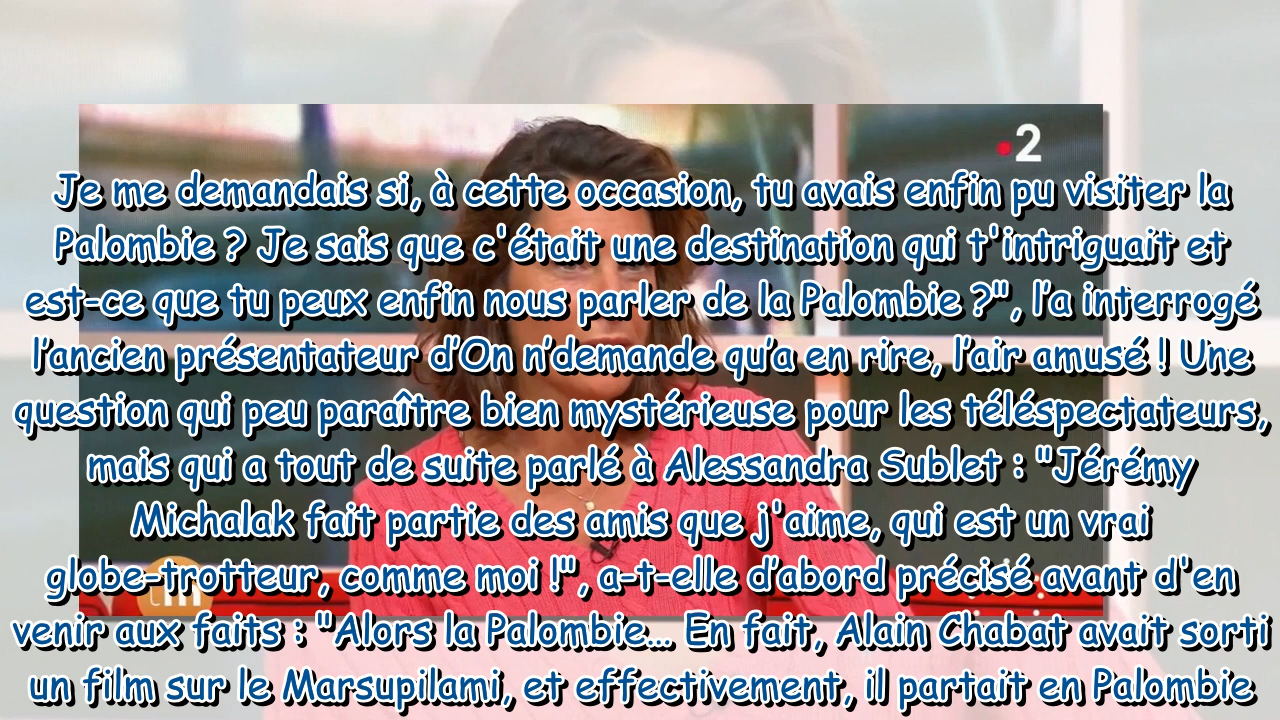 2
Je me demandais si, à cette occasion, tu avais enfin pu visiter la
Palombie ? Je sais que c'était une destination qui t'intriguait et
est-ce que tu peux enfin nous parler de la Palombie ?", l’a interrogé
l’ancien présentateur d’On n’demande qu’a en rire, l’air amusé ! Une
question qui peu paraître bien mystérieuse pour les téléspectateurs,
mais qui a tout de suite parlé à Alessandra Sublet : "Jérémy
Michalak fait partie des amis que j'aime, qui est un vrai
globe-trotteur, comme moi !", a-t-elle d’abord précisé avant d'en
venir aux faits : "Alors la Palombie... En fait, Alain Chabat avait sorti
un film sur le Marsupilami, et effectivement, il partait en Palombie